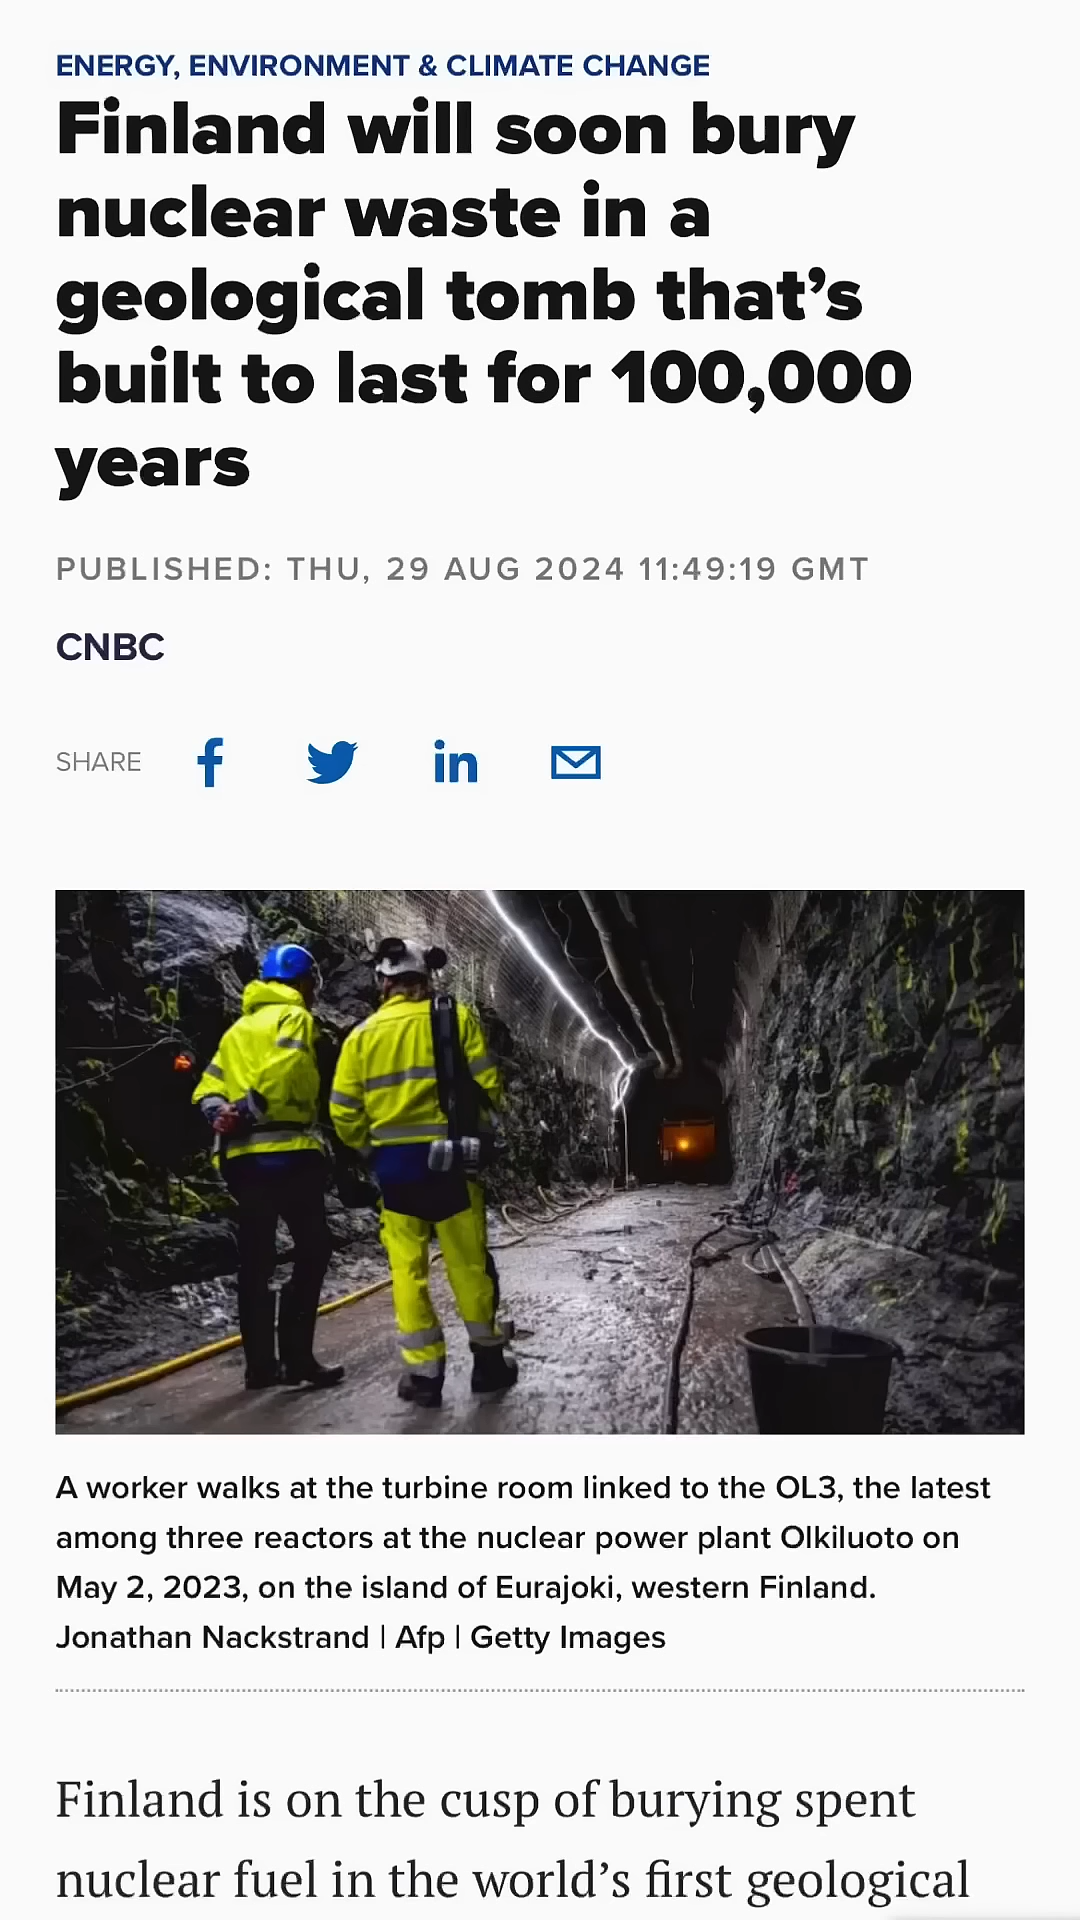 ENERGY, ENVIRONMENT & CLIMATE CHANGE
Finland will soon bury
nuclear waste in a
geological tomb that’s
built to last for 100,000
years
PUBLISHED: THU, 29 AUG 2024 11:49:19 GMT
CNBC
SHARE
38
A worker walks at the turbine room linked to the OL3, the latest
among three reactors at the nuclear power plant Olkiluoto on
May 2, 2023, on the island of Eurajoki, western Finland.
Jonathan Nackstrand | Afp | Getty Images
Finland is on the cusp of burying spent
nuclear fuel in the world’s first geological